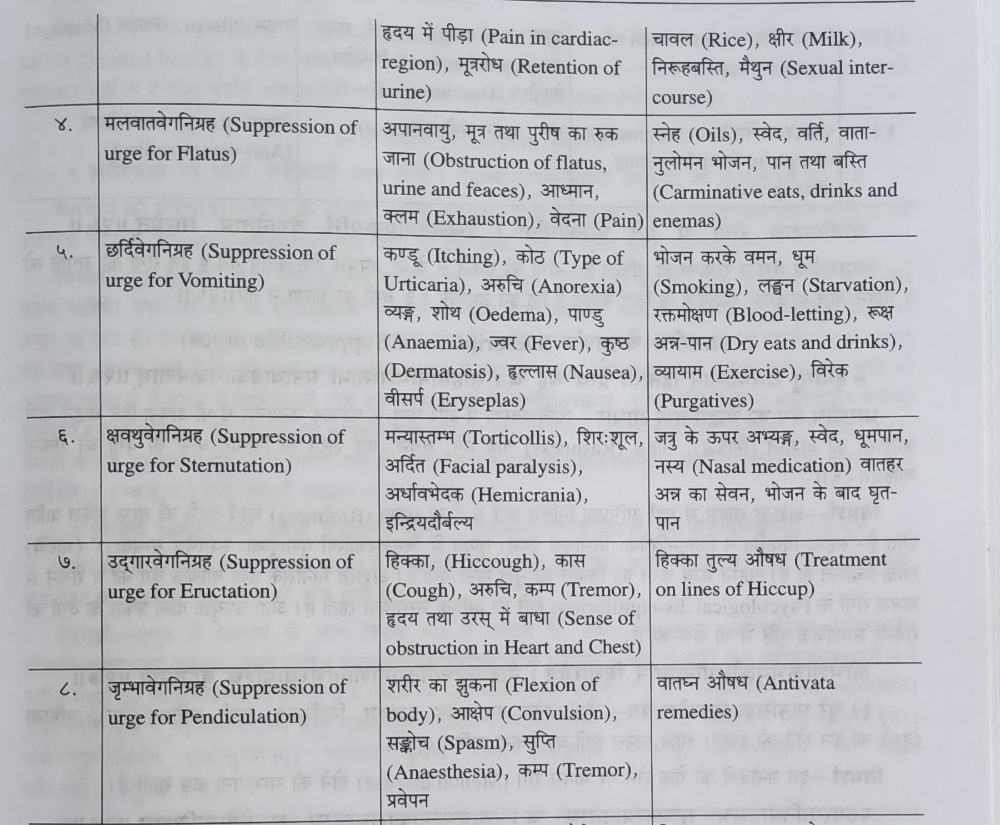 हृदय में पीड़ा (Pain in cardiac-
region), मूत्ररोध (Retention of
urine)
चावल (Rice), क्षीर (Milk),
निरूहबस्ति, मैथुन (Sexual inter-
course)
४.
मलवातवेगनिग्रह (Suppression of
urge for Flatus)
अपानवायु, मूत्र तथा पुरीष का रुक
जाना (Obstruction of flatus,
urine and feaces), आध्मान,
क्लम (Exhaustion), वेदना (Pain)
स्नेह (Oils), स्वेद, वर्ति, वाता-
नुलोमन भोजन, पान तथा बस्ति
(Carminative eats, drinks and
enemas)
५.
छर्दिवेगनिग्रह (Suppression of
urge for Vomiting)
कण्डू (Itching), कोठ (Type of
Urticaria), अरुचि (Anorexia)
व्यङ्ग, शोथ (Oedema), पाण्डु
(Anaemia), ज्वर (Fever), कुष्ठ
(Dermatosis), हृल्लास (Nausea),
वीसर्प (Eryseplas)
भोजन करके वमन, धूम
(Smoking), लङ्घन (Starvation),
रक्तमोक्षण (Blood-letting), रूक्ष
अन्न-पान (Dry eats and drinks),
व्यायाम (Exercise), विरेक
(Purgatives)
६.
क्षवथुवेगनिग्रह (Suppression of
urge for Sternutation)
मन्यास्तम्भ (Torticollis), शिरःशूल,
अर्दित (Facial paralysis),
अर्धावभेदक (Hemicrania),
इन्द्रियदौर्बल्य
जत्रु के ऊपर अभ्यङ्ग, स्वेद, धूमपान,
नस्य (Nasal medication) वातहर
अन्न का सेवन, भोजन के बाद घृत-
पान
७.
उद्‌गारवेगनिग्रह (Suppression of
urge for Eructation)
हिक्का, (Hiccough), कास
(Cough), अरुचि, कम्प (Tremor),
हृदय तथा उरस् में बाधा (Sense of
obstruction in Heart and Chest)
हिक्का तुल्य औषध (Treatment
on lines of Hiccup)
८.
जृम्भावेगनिग्रह (Suppression of
urge for Pendiculation)
शरीर का झुकना (Flexion of
body), आक्षेप (Convulsion),
सङ्कोच (Spasm), सुप्ति
(Anaesthesia), कम्प (Tremor),
प्रवेपन
वातघ्न औषध (Antivata
remedies)